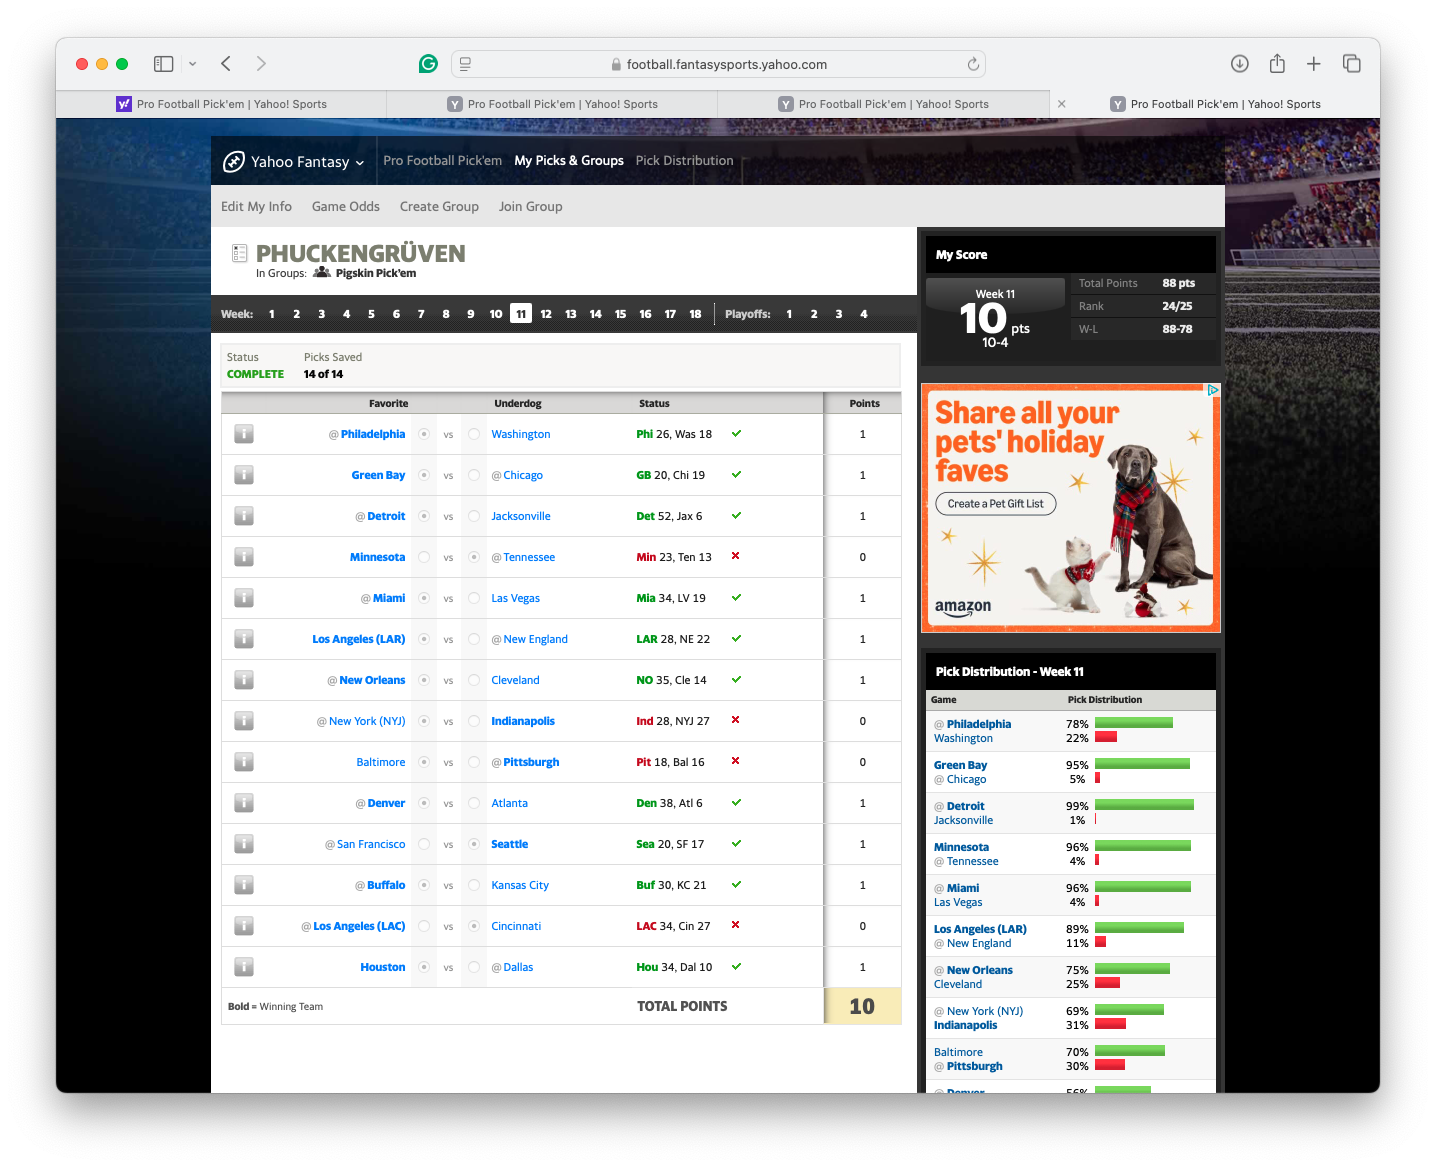 football.fantasysports.yahoo.com
Pro Football Pick'em | Yahoo! Sports
Pro Football Pick'em | Yahoo! Sports
Pro Football Pick'em | Yahoo! Sports
Pro Football Pick'em | Yahoo! Sports
Yahoo Fantasy Pro Football Pick'em My Picks & Groups Pick Distribution
Edit My Info Game Odds Create Group Join Group
PHUCKENGRÜVEN
In Groups: Pigskin Pick'em
Week: 1 2 3 4 5 6 7 8 9 10 11 12 13 14 15 16 17 18 Playoffs: 1 2 3 4
Status Picks Saved
COMPLETE 14 of 14
Favorite Underdog Status Points
@ Philadelphia vs Washington Phi 26, Was 18 1
Green Bay vs @ Chicago GB 20, Chi 19 1
@ Detroit vs Jacksonville Det 52, Jax 6 1
Minnesota vs @ Tennessee Min 23, Ten 13 0
@ Miami vs Las Vegas Mia 34, LV 19 1
Los Angeles (LAR) vs @ New England LAR 28, NE 22 1
@ New Orleans vs Cleveland NO 35, Cle 14 1
@ New York (NYJ) vs Indianapolis Ind 28, NYJ 27 0
Baltimore vs @ Pittsburgh Pit 18, Bal 16 0
@ Denver vs Atlanta Den 38, Atl 6 1
@ San Francisco vs Seattle Sea 20, SF 17 1
@ Buffalo vs Kansas City Buf 30, KC 21 1
@ Los Angeles (LAC) vs Cincinnati LAC 34, Cin 27 0
Houston vs @ Dallas Hou 34, Dal 10 1
Bold = Winning Team TOTAL POINTS 10
My Score
Week 11
10 pts
10-4
Total Points 88 pts
Rank 24/25
W-L 88-78
Share all your
pets' holiday
faves
Create a Pet Gift List
amazon
Pick Distribution - Week 11
Game Pick Distribution
@ Philadelphia 78%
Washington 22%
Green Bay 95%
@ Chicago 5%
@ Detroit 99%
Jacksonville 1%
Minnesota 96%
@ Tennessee 4%
@ Miami 96%
Las Vegas 4%
Los Angeles (LAR) 89%
@ New England 11%
@ New Orleans 75%
Cleveland 25%
@ New York (NYJ) 69%
Indianapolis 31%
Baltimore 70%
@ Pittsburgh 30%
@ Denver 56%